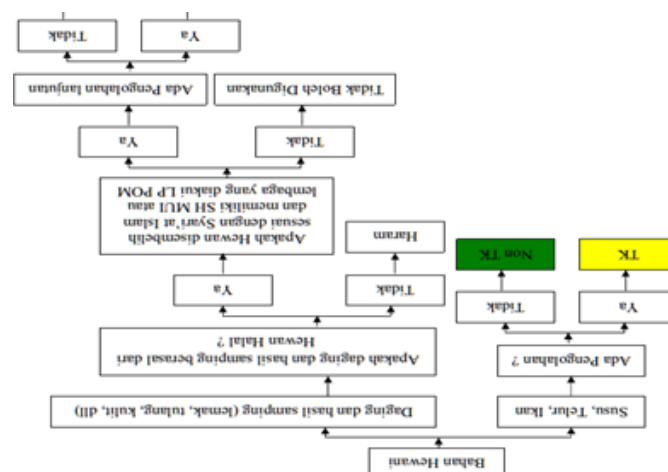 Bahan Hewani
Susu, Telur, Ikan
Daging dan hasil samping (lemak, tulang, kulit, dll)
Ada Pengolahan ?
Apakah daging dan hasil samping berasal dari
Hewan Halal ?
Ya
Tidak
Tidak
Ya
TK
Non TK
Haram
Apakah Hewan disembelih
sesuai dengan Syari'at Islam
dan memiliki SH MUI atau
lembaga yang diakui LP POM
Tidak
Ya
Tidak Boleh Digunakan
Ada Pengolahan lanjutan
Ya
Tidak